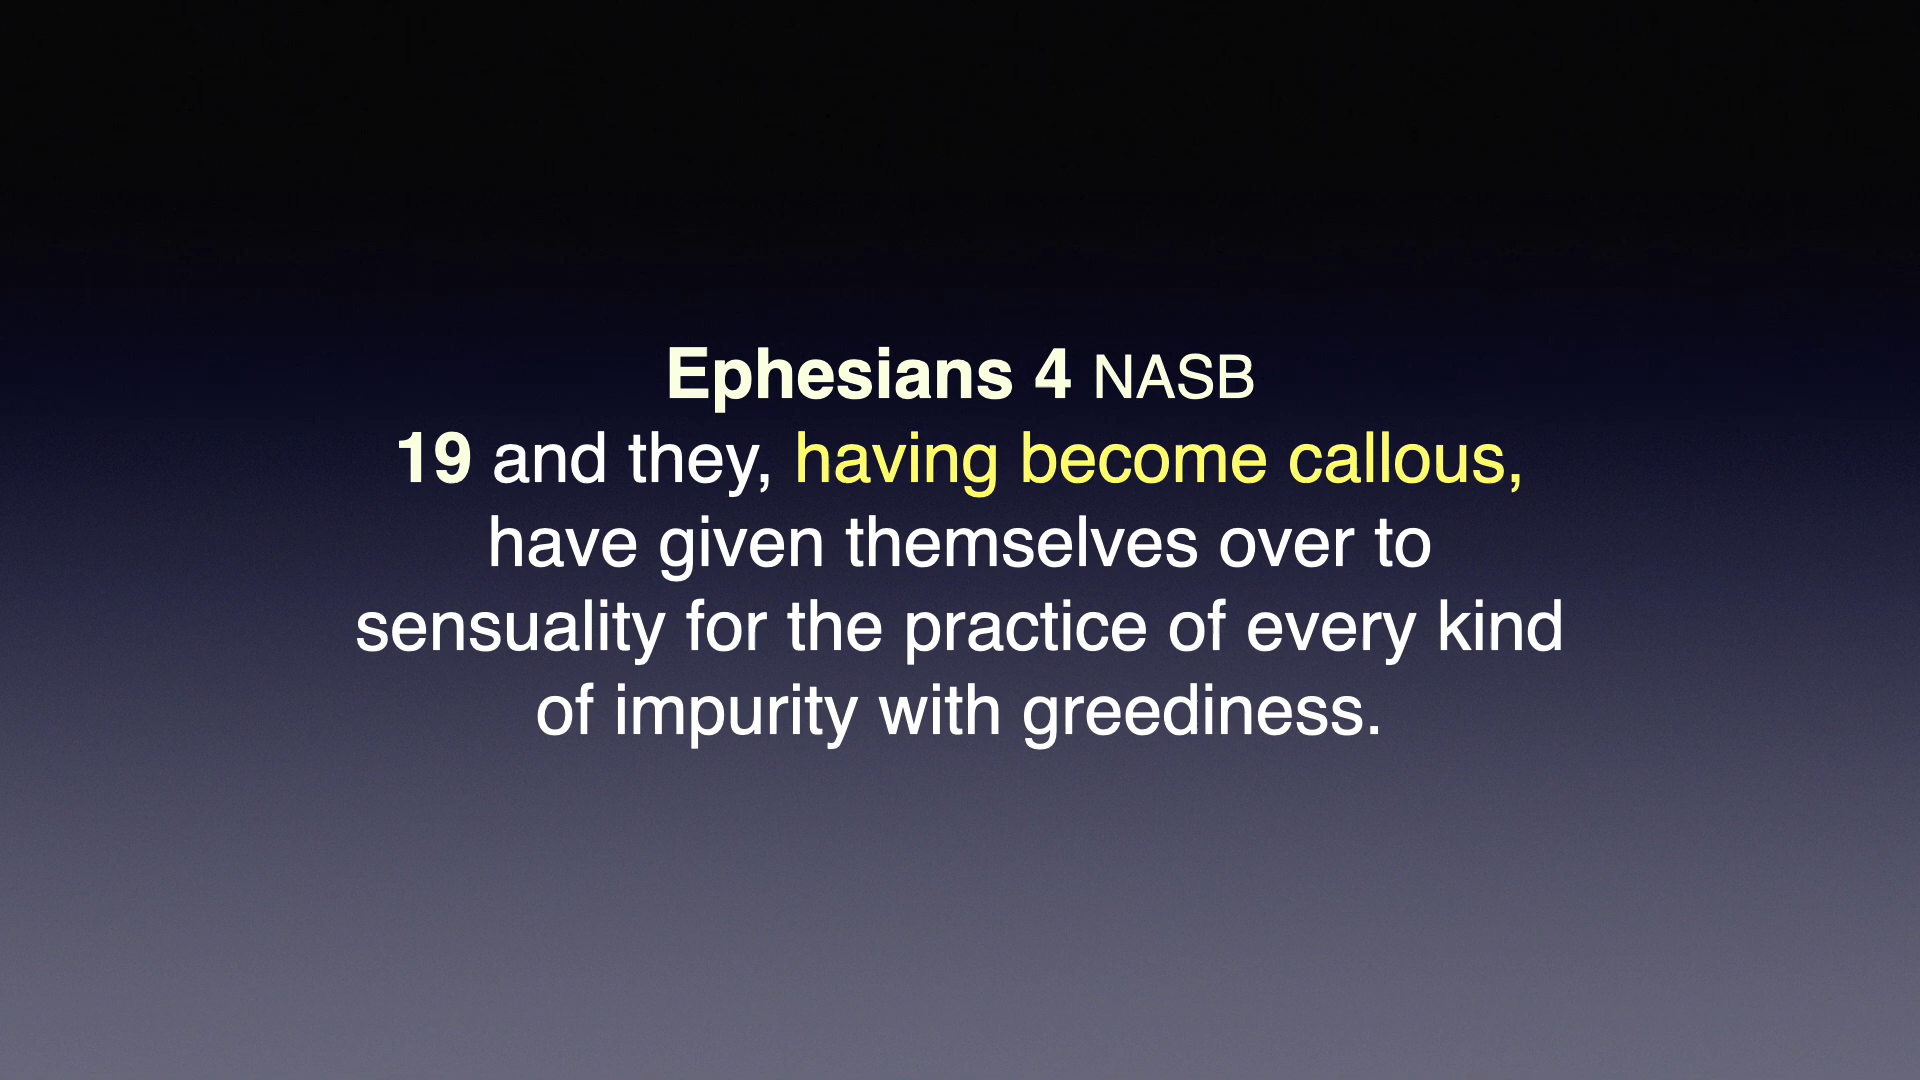 Ephesians 4 NASB
19 and they, having become callous,
have given themselves over to
sensuality for the practice of every kind
of impurity with greediness.